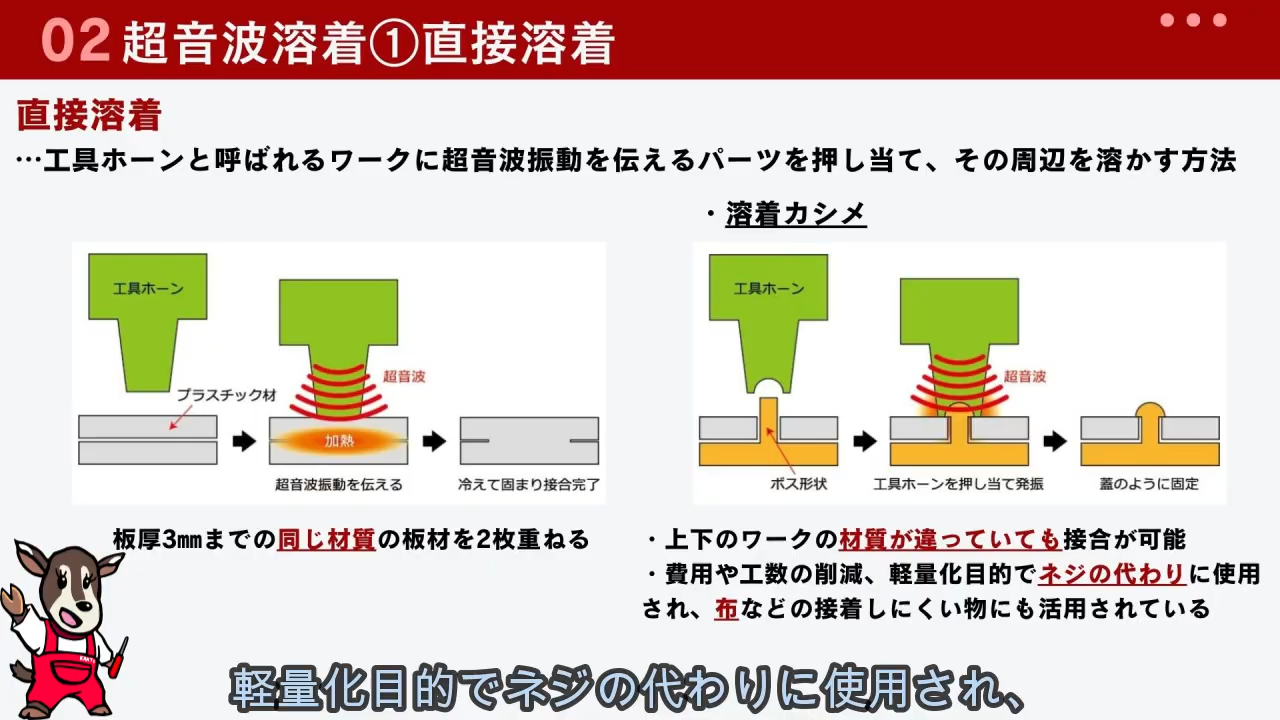 02 超音波溶着①直接溶着
直接溶着
…工具ホーンと呼ばれるワークに超音波振動を伝えるパーツを押し当て、その周辺を溶かす方法
・溶着カシメ
工具ホーン
プラスチック材
超音波
加熱
超音波振動を伝える
冷えて固まり接合完了
工具ホーン
超音波
ボス形状
工具ホーンを押し当て発振
蓋のように固定
板厚3㎜までの同じ材質の板材を2枚重ねる
・上下のワークの材質が違っていても接合が可能
・費用や工数の削減、軽量化目的でネジの代わりに使用
され、布などの接着しにくい物にも活用されている
軽量化目的でネジの代わりに使用され、